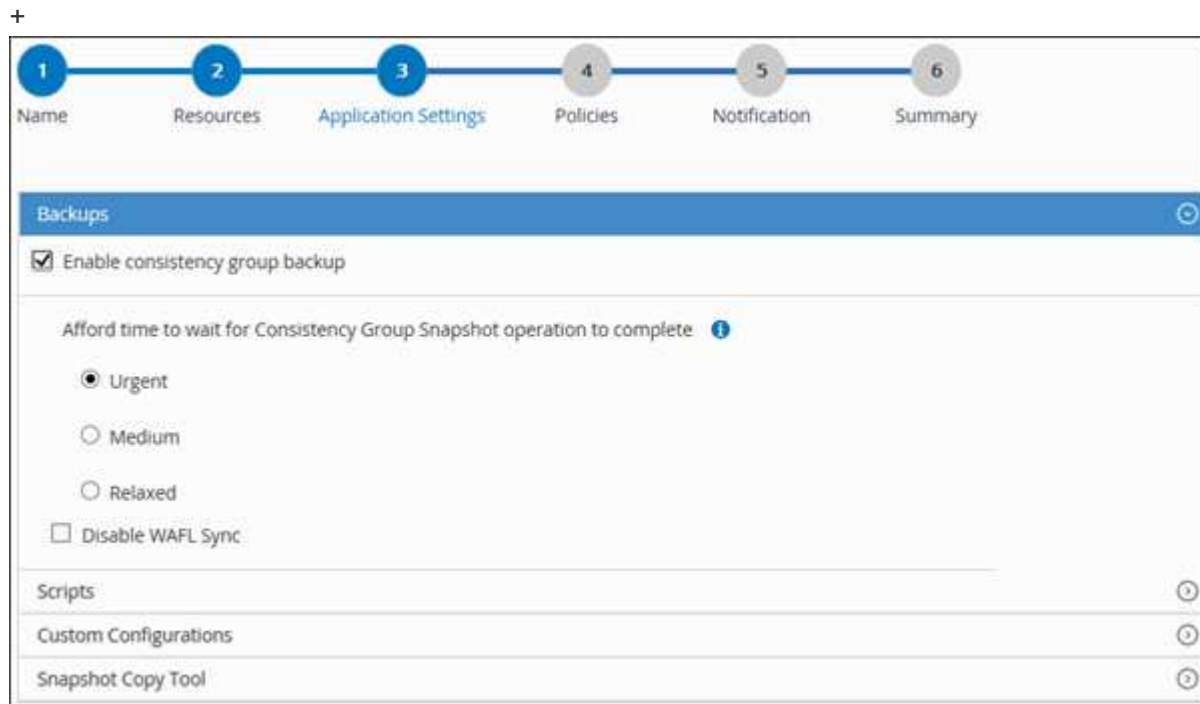 +
1 2 3 4 5 6
Name Resources Application Settings Policies Notification Summary
Backups
Enable consistency group backup
Afford time to wait for Consistency Group Snapshot operation to complete
Urgent
Medium
Relaxed
Disable WAFL Sync
Scripts
Custom Configurations
Snapshot Copy Tool